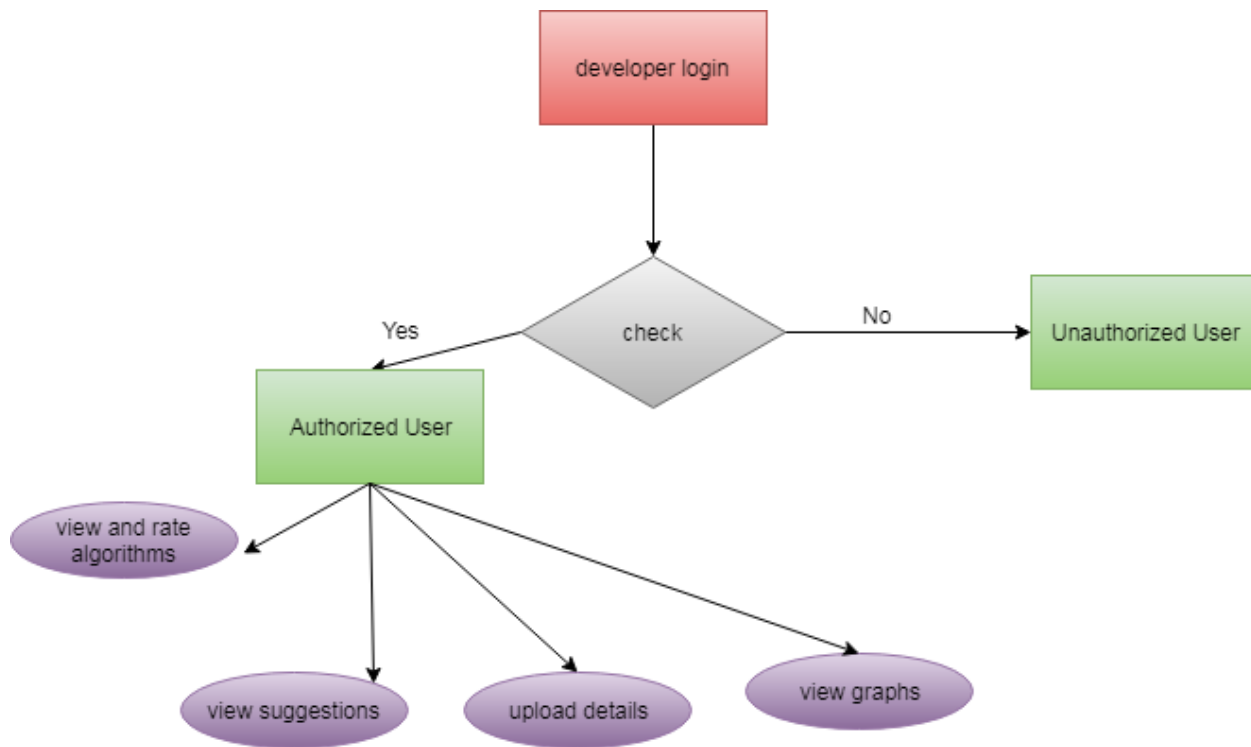 developer login
Yes
check
No
Unauthorized User
Authorized User
view and rate
algorithms
view suggestions
upload details
view graphs